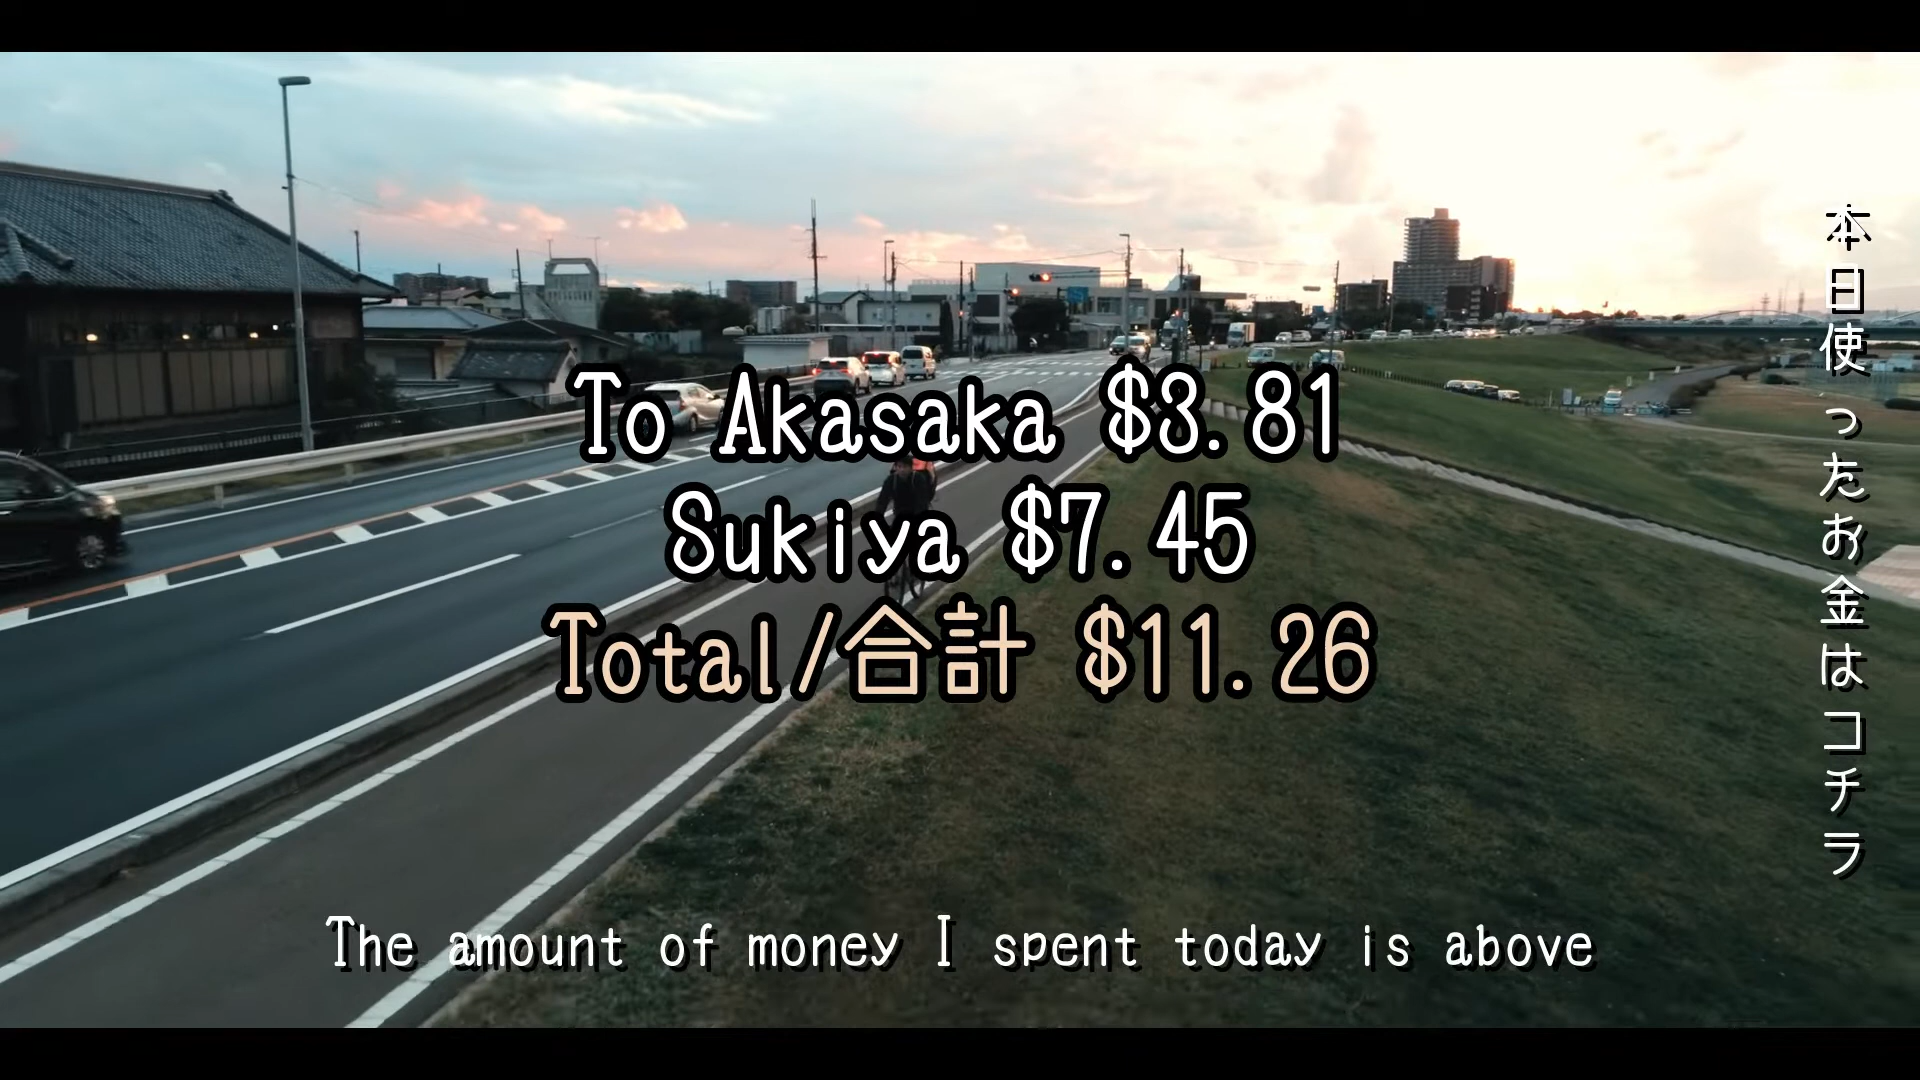 To Akasaka $3.81
Sukiya $7.45
Total/合計 $11.26
本日使ったお金はコチラ
The amount of money I spent today is above